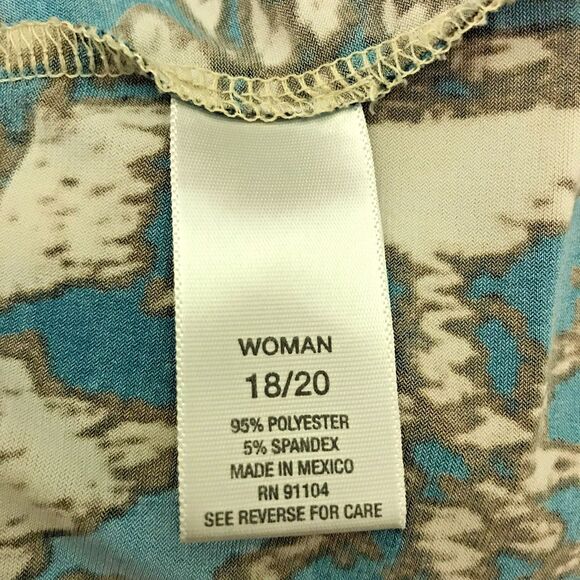 WOMAN
18/20
95% POLYESTER
5% SPANDEX
MADE IN MEXICO
RN 91104
SEE REVERSE FOR CARE